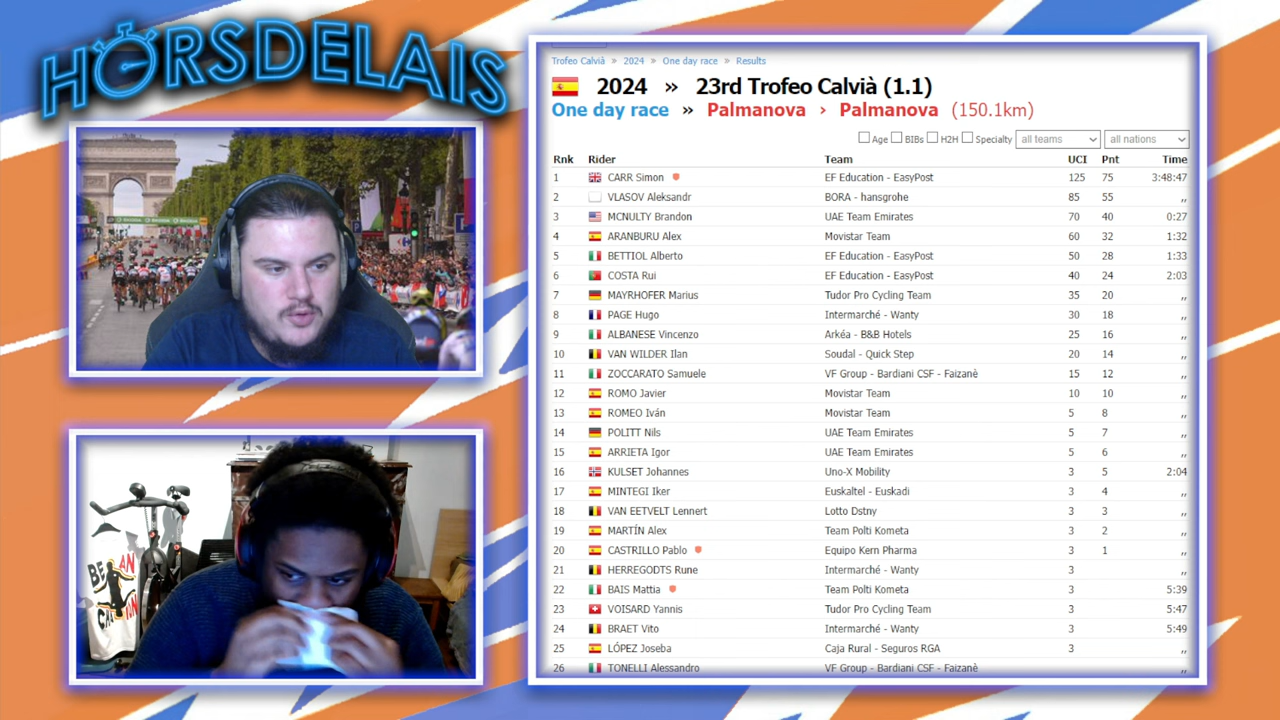 HORSDELAIS
Trofeo Calvià » 2024 » One day race » Results
2024 » 23rd Trofeo Calvià (1.1)
One day race » Palmanova › Palmanova (150.1km)
Age BIBs H2H Specialty all teams all nations
Rnk Rider Team UCI Pnt Time
1 CARR Simon EF Education - EasyPost 125 75 3:48:47
2 VLASOV Aleksandr BORA - hansgrohe 85 55 ,,
3 MCNULTY Brandon UAE Team Emirates 70 40 0:27
4 ARANBURU Alex Movistar Team 60 32 1:32
5 BETTIOL Alberto EF Education - EasyPost 50 28 1:33
6 COSTA Rui EF Education - EasyPost 40 24 2:03
7 MAYRHOFER Marius Tudor Pro Cycling Team 35 20 ,,
8 PAGE Hugo Intermarché - Wanty 30 18 ,,
9 ALBANESE Vincenzo Arkéa - B&B Hotels 25 16 ,,
10 VAN WILDER Ilan Soudal - Quick Step 20 14 ,,
11 ZOCCARATO Samuele VF Group - Bardiani CSF - Faizanè 15 12 ,,
12 ROMO Javier Movistar Team 10 10 ,,
13 ROMEO Iván Movistar Team 5 8 ,,
14 POLITT Nils UAE Team Emirates 5 7 ,,
15 ARRIETA Igor UAE Team Emirates 5 6 ,,
16 KULSET Johannes Uno-X Mobility 3 5 2:04
17 MINTEGI Iker Euskaltel - Euskadi 3 4 ,,
18 VAN EETVELT Lennert Lotto Dstny 3 3 ,,
19 MARTÍN Alex Team Polti Kometa 3 2 ,,
20 CASTRILLO Pablo Equipo Kern Pharma 3 1 ,,
21 HERREGODTS Rune Intermarché - Wanty 3 ,,
22 BAIS Mattia Team Polti Kometa 3 5:39
23 VOISARD Yannis Tudor Pro Cycling Team 3 5:47
24 BRAET Vito Intermarché - Wanty 3 5:49
25 LÓPEZ Joseba Caja Rural - Seguros RGA 3 ,,
26 TONELLI Alessandro VF Group - Bardiani CSF - Faizanè ,,